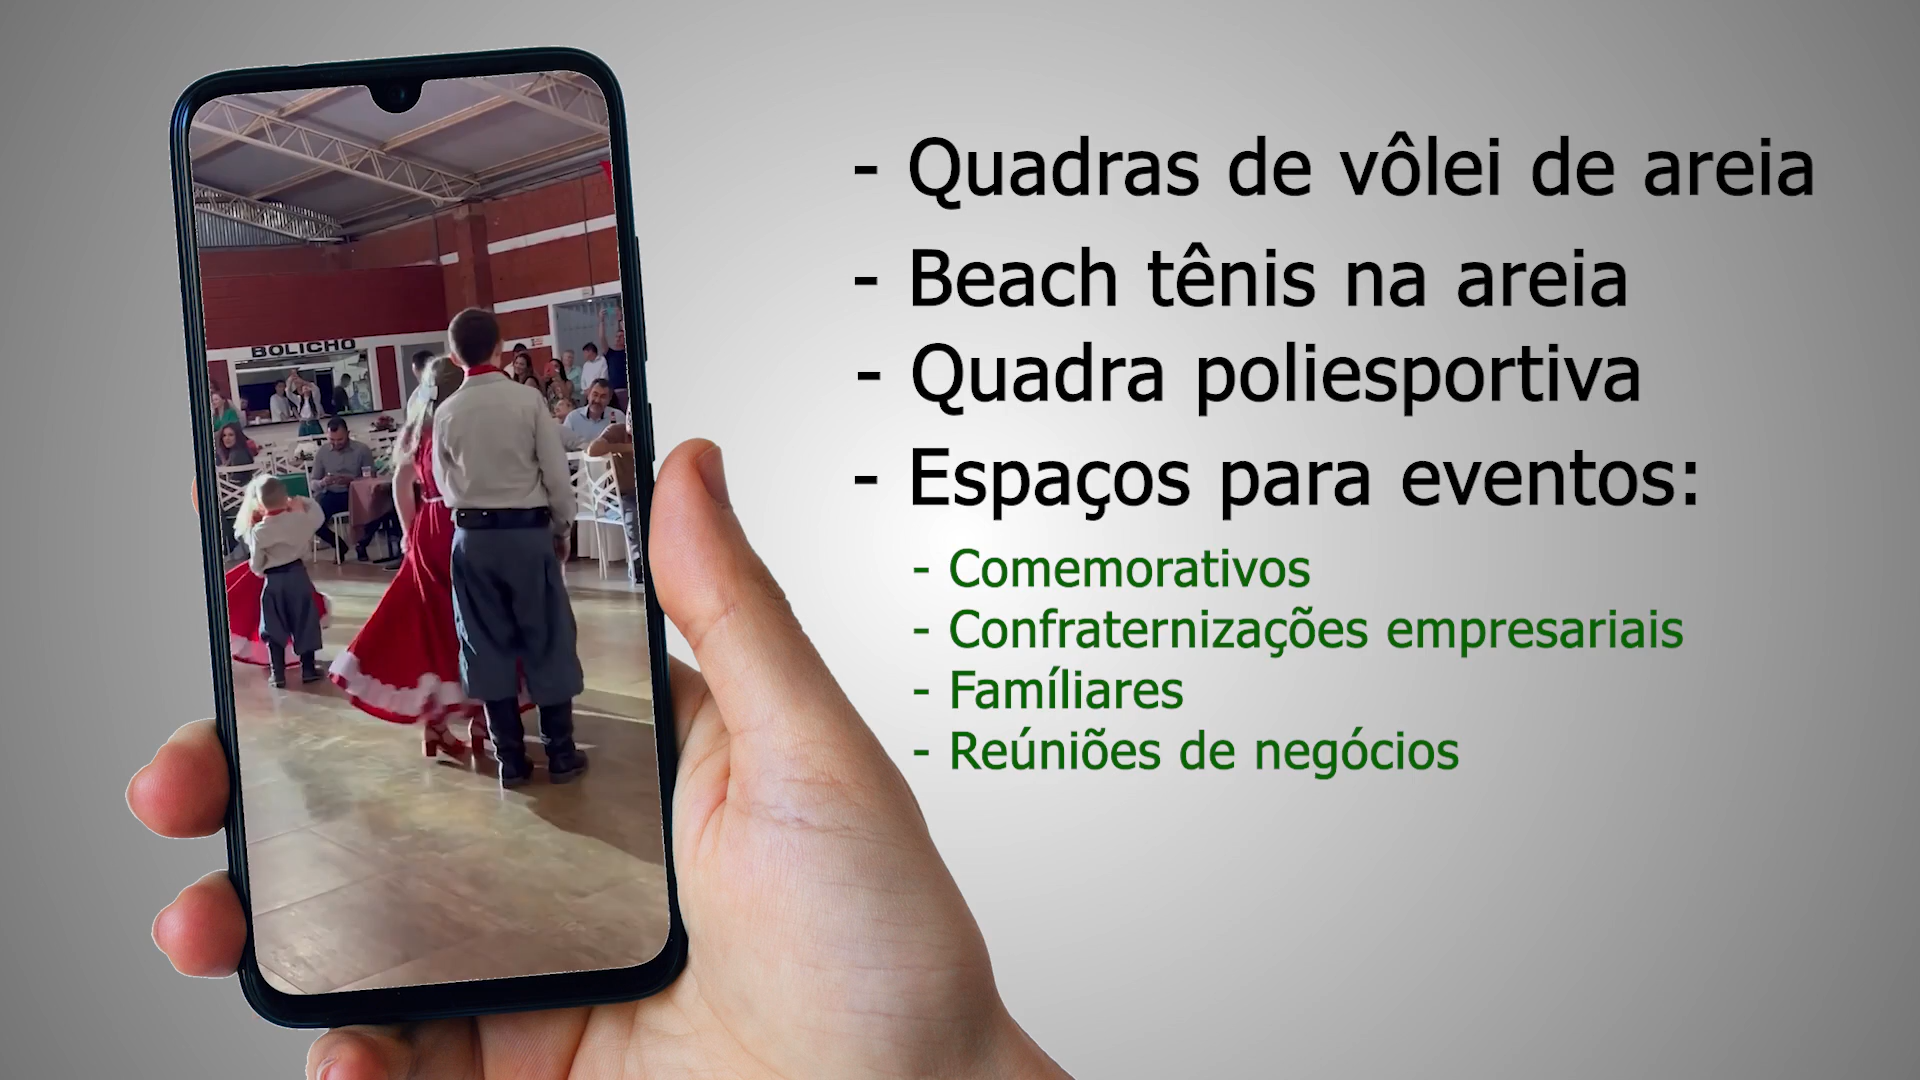 BOLICHO
- Quadras de vôlei de areia
- Beach tênis na areia
- Quadra poliesportiva
- Espaços para eventos:
- Comemorativos
- Confraternizações empresariais
- Famíliares
- Reúniões de negócios